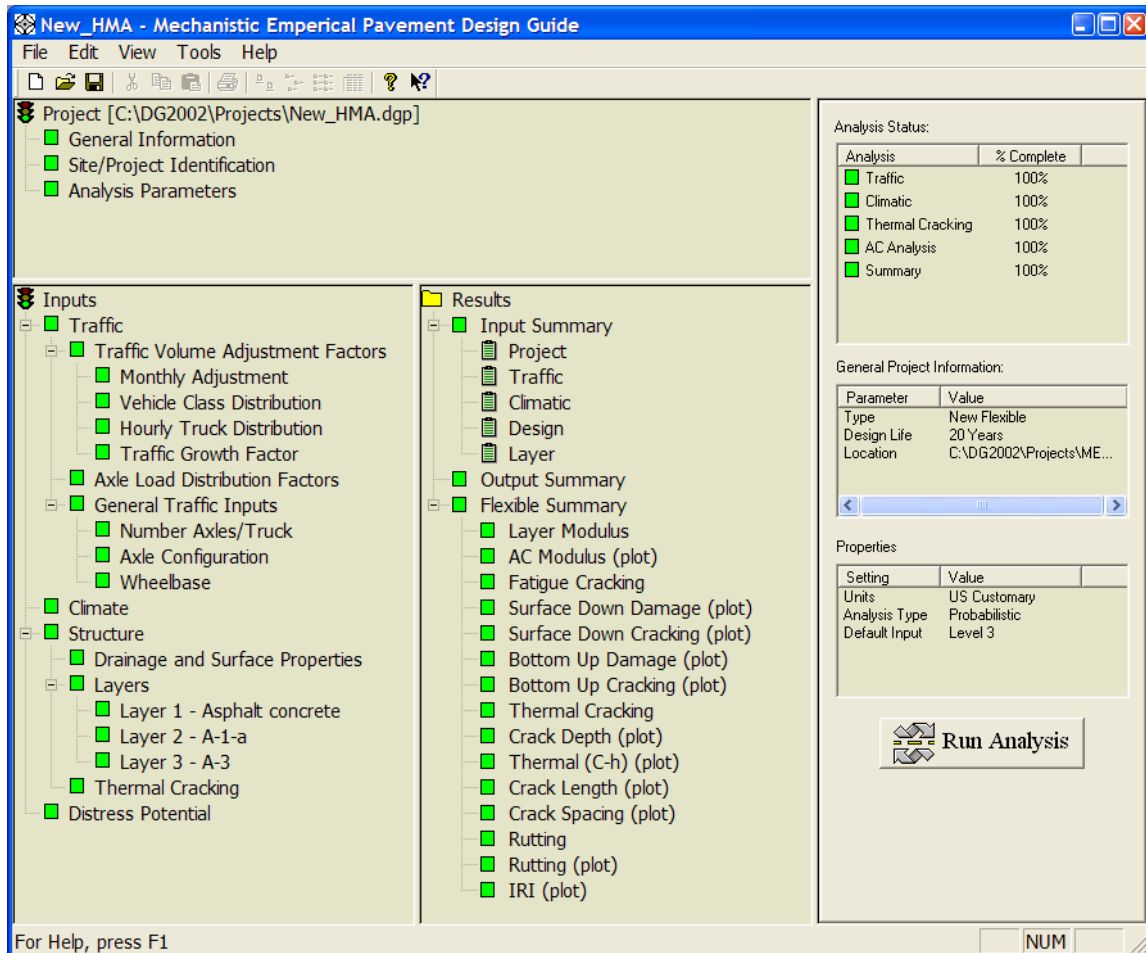 New_HMA - Mechanistic Emperical Pavement Design Guide
File Edit View Tools Help
Project [C:\DG2002\Projects\New_HMA.dgp]
General Information
Site/Project Identification
Analysis Parameters
Inputs
Traffic
Traffic Volume Adjustment Factors
Monthly Adjustment
Vehicle Class Distribution
Hourly Truck Distribution
Traffic Growth Factor
Axle Load Distribution Factors
General Traffic Inputs
Number Axles/Truck
Axle Configuration
Wheelbase
Climate
Structure
Drainage and Surface Properties
Layers
Layer 1 - Asphalt concrete
Layer 2 - A-1-a
Layer 3 - A-3
Thermal Cracking
Distress Potential
Results
Input Summary
Project
Traffic
Climatic
Design
Layer
Output Summary
Flexible Summary
Layer Modulus
AC Modulus (plot)
Fatigue Cracking
Surface Down Damage (plot)
Surface Down Cracking (plot)
Bottom Up Damage (plot)
Bottom Up Cracking (plot)
Thermal Cracking
Crack Depth (plot)
Thermal (C-h) (plot)
Crack Length (plot)
Crack Spacing (plot)
Rutting
Rutting (plot)
IRI (plot)
Analysis Status:
Analysis % Complete
Traffic 100%
Climatic 100%
Thermal Cracking 100%
AC Analysis 100%
Summary 100%
General Project Information:
Parameter Value
Type New Flexible
Design Life 20 Years
Location C:\DG2002\Projects\ME...
Properties
Setting Value
Units US Customary
Analysis Type Probabilistic
Default Input Level 3
Run Analysis
For Help, press F1
NUM